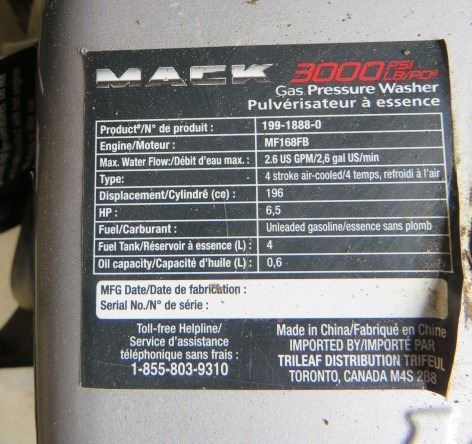 MACK 3000 PSI LB/PO²
Gas Pressure Washer
Pulvérisateur à essence
Product#/N° de produit : 199-1888-0
Engine/Moteur : MF168FB
Max. Water Flow:/Débit d'eau max. : 2.6 US GPM/2,6 gal US/min
Type: 4 stroke air-cooled/4 temps, refroidi à l'air
Displacement/Cylindré (cc) : 196
HP : 6,5
Fuel/Carburant : Unleaded gasoline/essence sans plomb
Fuel Tank/Réservoir à essence (L) : 4
Oil capacity/Capacité d'huile (L) : 0,6
MFG Date/Date de fabrication :
Serial No./N° de série :
Toll-free Helpline/
Service d'assistance
téléphonique sans frais :
1-855-803-9310
Made in China/Fabriqué en Chine
IMPORTED BY/IMPORTÉ PAR
TRILEAF DISTRIBUTION TRIFEUIL
TORONTO, CANADA M4S 2B8